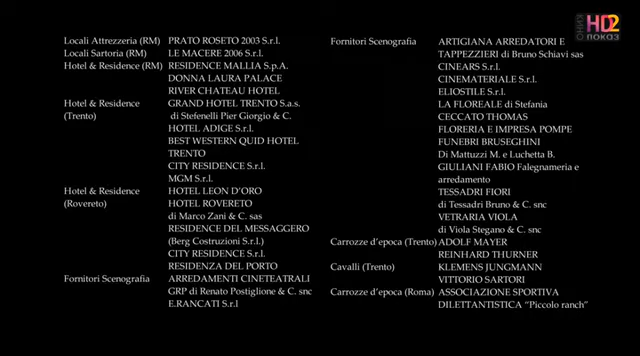 КИНО HD2 ПОКАЗ
Locali Attrezzeria (RM) PRATO ROSETO 2003 S.r.l.
Locali Sartoria (RM) LE MACERE 2006 S.r.l.
Hotel & Residence (RM) RESIDENCE MALLIA S.p.A.
DONNA LAURA PALACE
RIVER CHATEAU HOTEL
Hotel & Residence GRAND HOTEL TRENTO S.a.s.
(Trento) di Stefenelli Pier Giorgio & C.
HOTEL ADIGE S.r.l.
BEST WESTERN QUID HOTEL
TRENTO
CITY RESIDENCE S.r.l.
MGM S.r.l.
Hotel & Residence HOTEL LEON D'ORO
(Rovereto) HOTEL ROVERETO
di Marco Zani & C. sas
RESIDENCE DEL MESSAGGERO
(Berg Costruzioni S.r.l.)
CITY RESIDENCE S.r.l.
RESIDENZA DEL PORTO
Fornitori Scenografia ARREDAMENTI CINETEATRALI
GRP di Renato Postiglione & C. snc
E.RANCATI S.r.l
Fornitori Scenografia ARTIGIANA ARREDATORI E
TAPPEZZIERI di Bruno Schiavi sas
CINEARS S.r.l.
CINEMATERIALE S.r.l.
ELIOSTILE S.r.l.
LA FLOREALE di Stefania
CECCATO THOMAS
FLORERIA E IMPRESA POMPE
FUNEBRI BRUSEGHINI
Di Mattuzzi M. e Luchetta B.
GIULIANI FABIO Falegnameria e
arredamento
TESSADRI FIORI
di Tessadri Bruno & C. snc
VETRARIA VIOLA
di Viola Stegano & C. snc
Carrozze d'epoca (Trento) ADOLF MAYER
REINHARD THURNER
Cavalli (Trento) KLEMENS JUNGMANN
VITTORIO SARTORI
Carrozze d'epoca (Roma) ASSOCIAZIONE SPORTIVA
DILETTANTISTICA "Piccolo ranch"